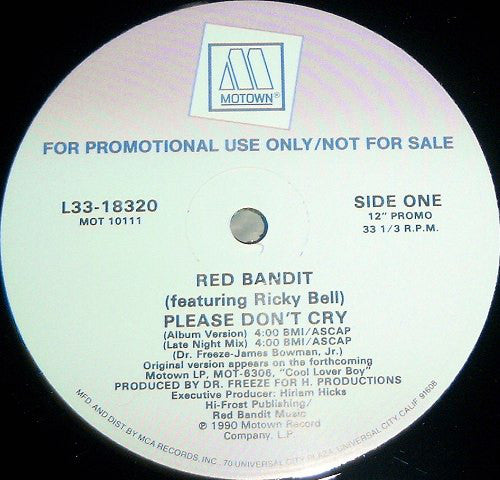 MOTOWN®
FOR PROMOTIONAL USE ONLY/NOT FOR SALE
L33-18320
MOT 10111
SIDE ONE
12" PROMO
33 1/3 R.P.M.
RED BANDIT
(featuring Ricky Bell)
PLEASE DON'T CRY
(Album Version) 4:00 BMI/ASCAP
(Late Night Mix) 4:00 BMI/ASCAP
(Dr. Freeze-James Bowman, Jr.)
Original version appears on the forthcoming
Motown LP, MOT-6306, "Cool Lover Boy"
PRODUCED BY DR. FREEZE FOR H. PRODUCTIONS
Executive Producer: Hiriam Hicks
Hi-Frost Publishing/
Red Bandit Music
℗ 1990 Motown Record
Company, L.P.
MFD. AND DIST BY MCA RECORDS, INC., 70 UNIVERSAL CITY PLAZA, UNIVERSAL CITY, CALIF. 91608